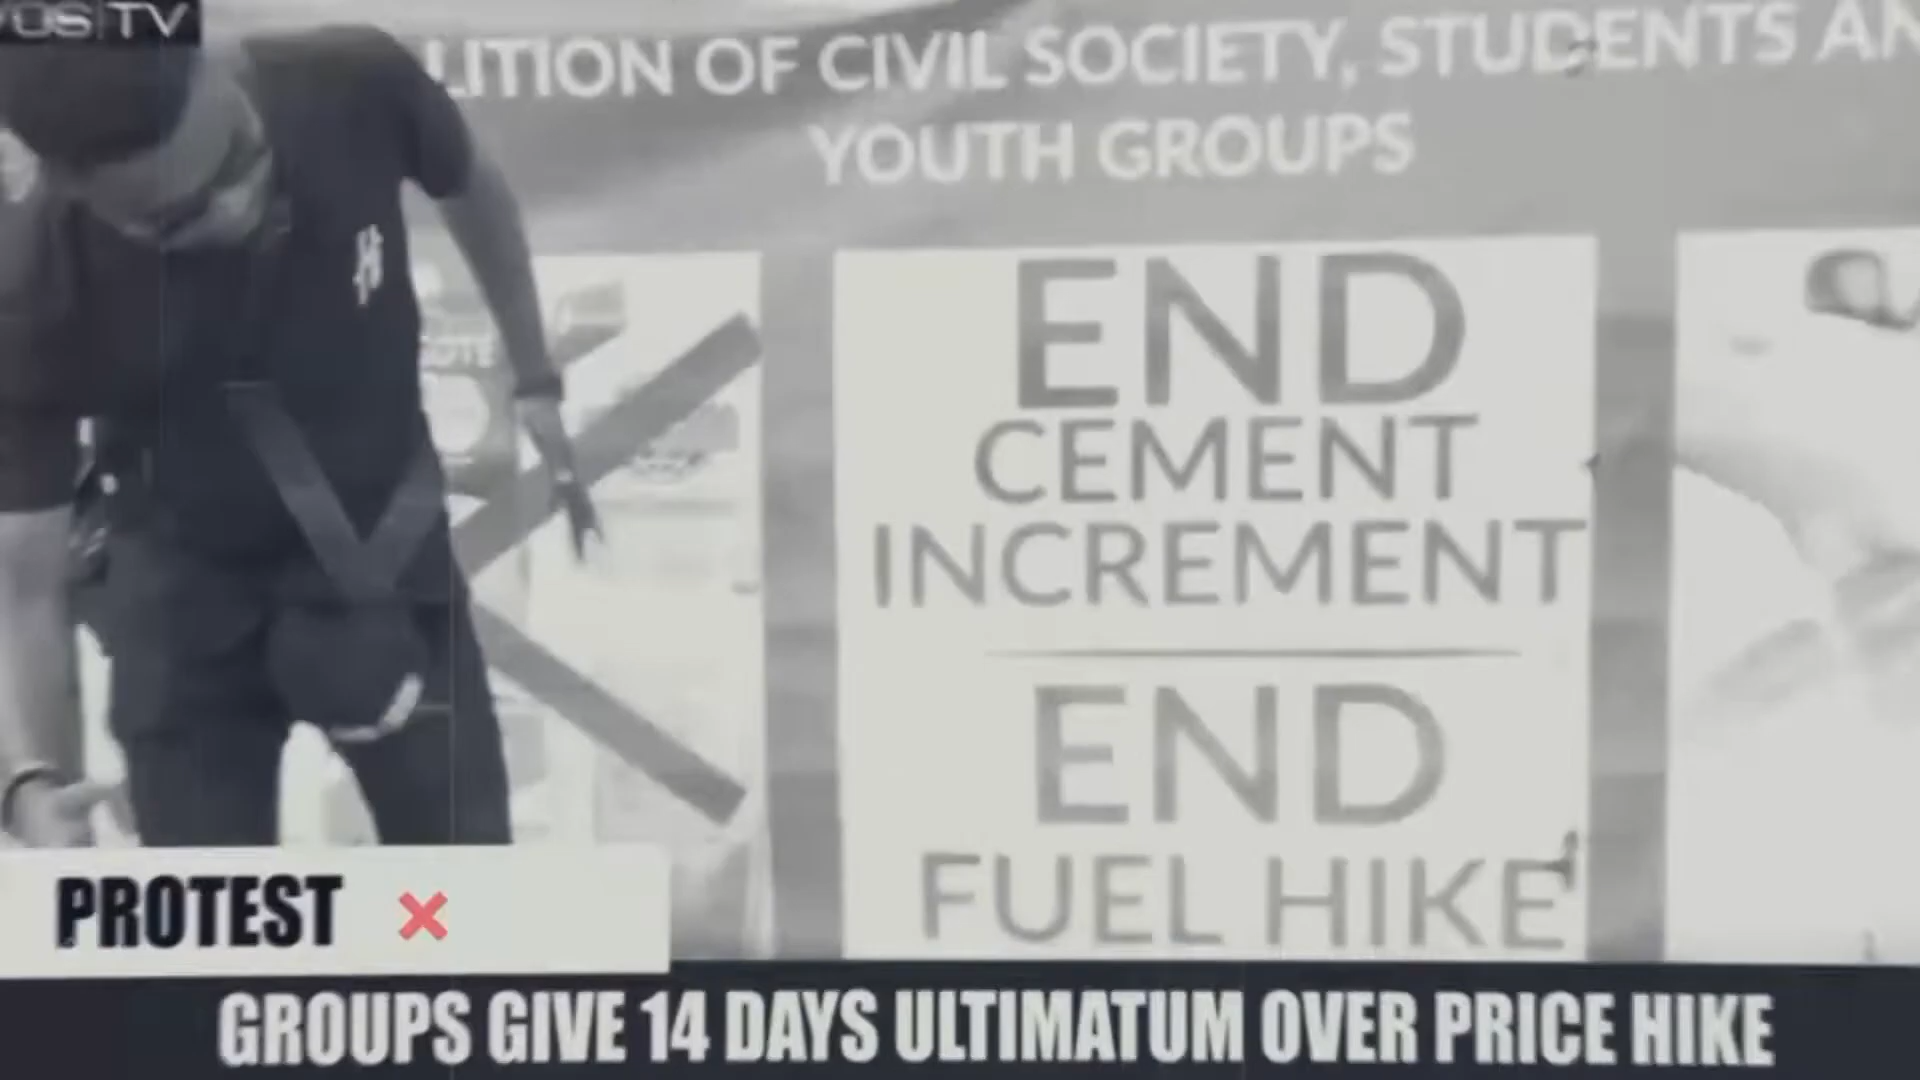 TV
LITION OF CIVIL SOCIETY, STUDENTS AN
YOUTH GROUPS
END
CEMENT
INCREMENT
END
FUEL HIKE
PROTEST
GROUPS GIVE 14 DAYS ULTIMATUM OVER PRICE HIKE